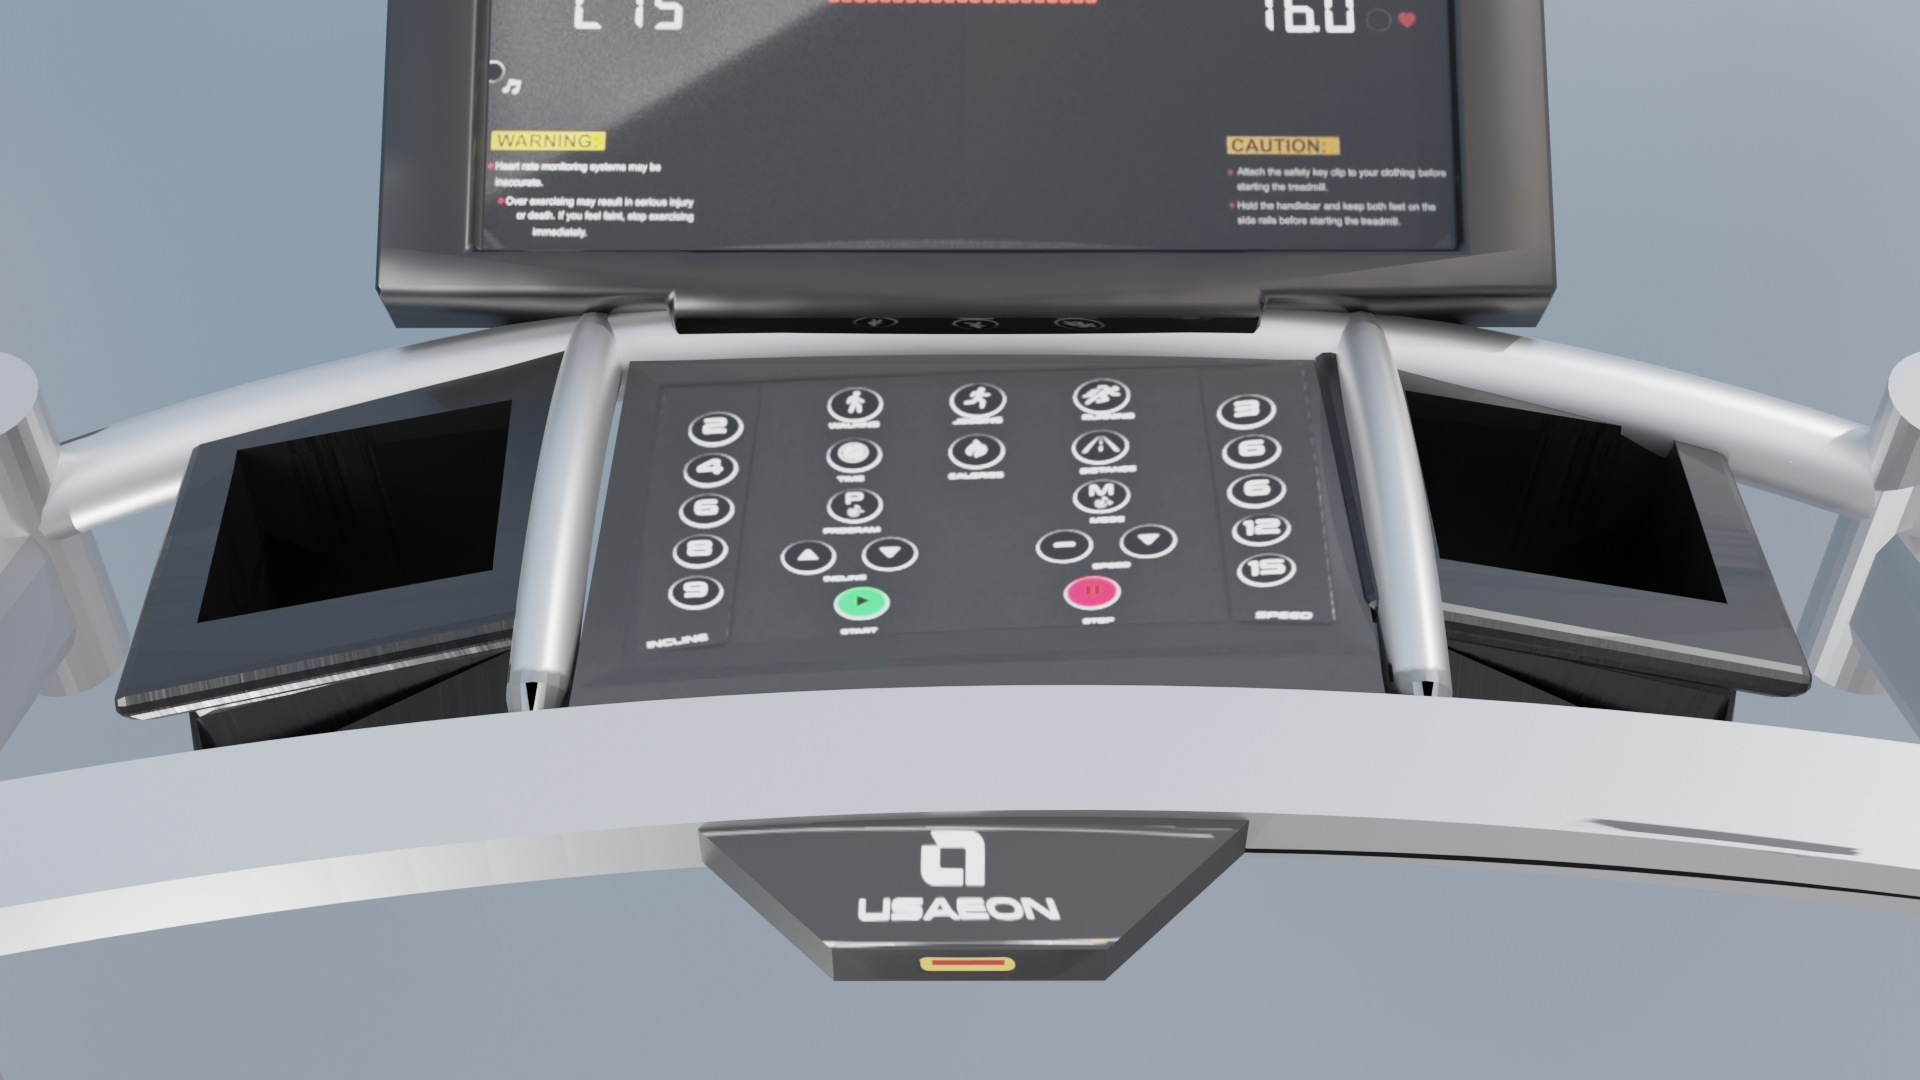 16.0
WARNING:
Heart rate monitoring systems may be
inaccurate.
Over exercising may result in serious injury
or death. If you feel faint, stop exercising
immediately.
CAUTION:
Attach the safety key clip to your clothing before
starting the treadmill.
Hold the handlebar and keep both feet on the
side rails before starting the treadmill.
2
4
6
8
9
INCLINE
WALKING
JOGGING
RUNNING
TIME
CALORIES
DISTANCE
P
PROGRAM
M
MODE
INCLINE
SPEED
START
STOP
3
6
6
12
15
SPEED
USAEON